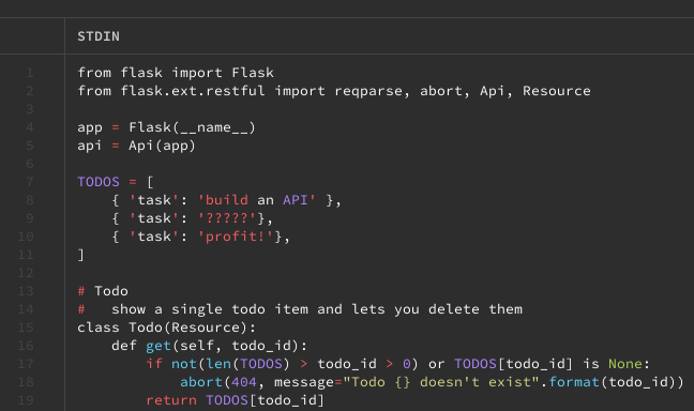 STDIN
1 from flask import Flask
2 from flask.ext.restful import reqparse, abort, Api, Resource
3
4 app = Flask(__name__)
5 api = Api(app)
6
7 TODOS = [
8     { 'task': 'build an API' },
9     { 'task': '?????'},
10     { 'task': 'profit!'},
11 ]
12
13 # Todo
14 #   show a single todo item and lets you delete them
15 class Todo(Resource):
16     def get(self, todo_id):
17         if not(len(TODOS) > todo_id > 0) or TODOS[todo_id] is None:
18             abort(404, message="Todo {} doesn't exist".format(todo_id))
19         return TODOS[todo_id]